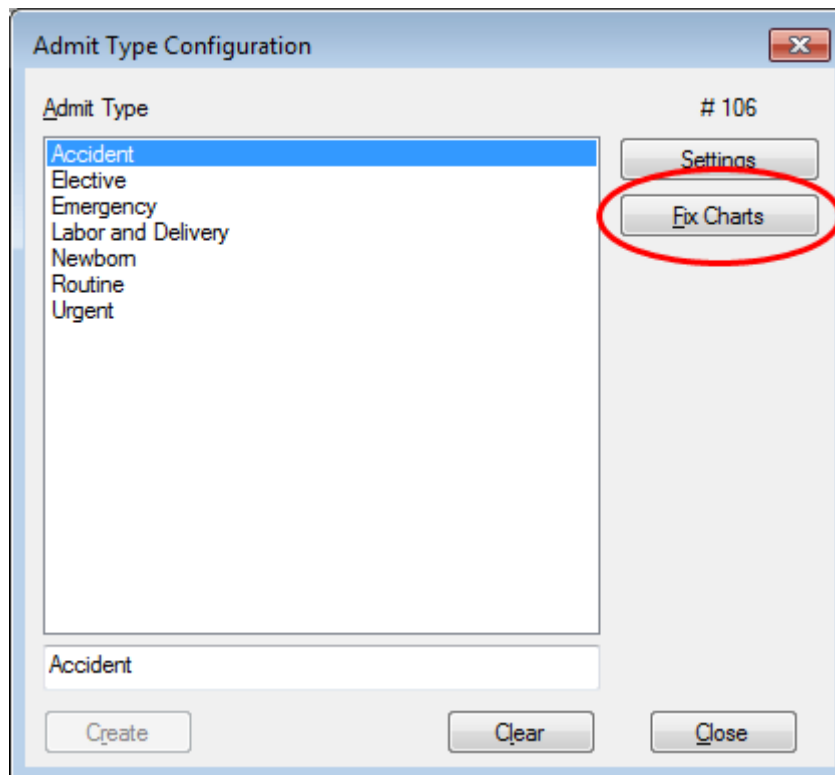 Admit Type Configuration
Admit Type
# 106
Accident
Elective
Emergency
Labor and Delivery
Newborn
Routine
Urgent
Settings
Fix Charts
Accident
Create
Clear
Close